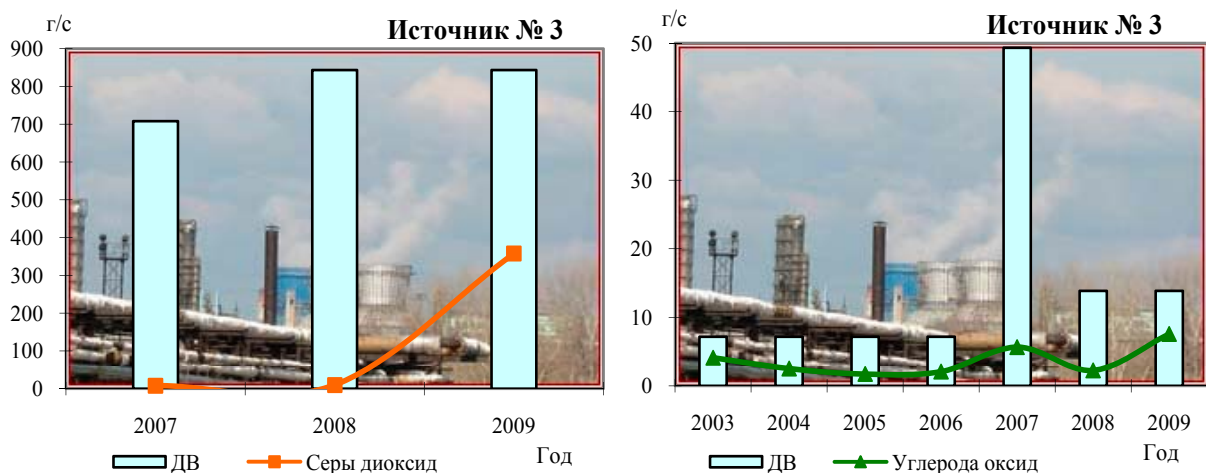 г/с
Источник № 3
900
800
700
600
500
400
300
200
100
0
2007 2008 2009
Год
ДВ Серы диоксид
г/с
Источник № 3
50
40
30
20
10
0
2003 2004 2005 2006 2007 2008 2009
Год
ДВ Углерода оксид